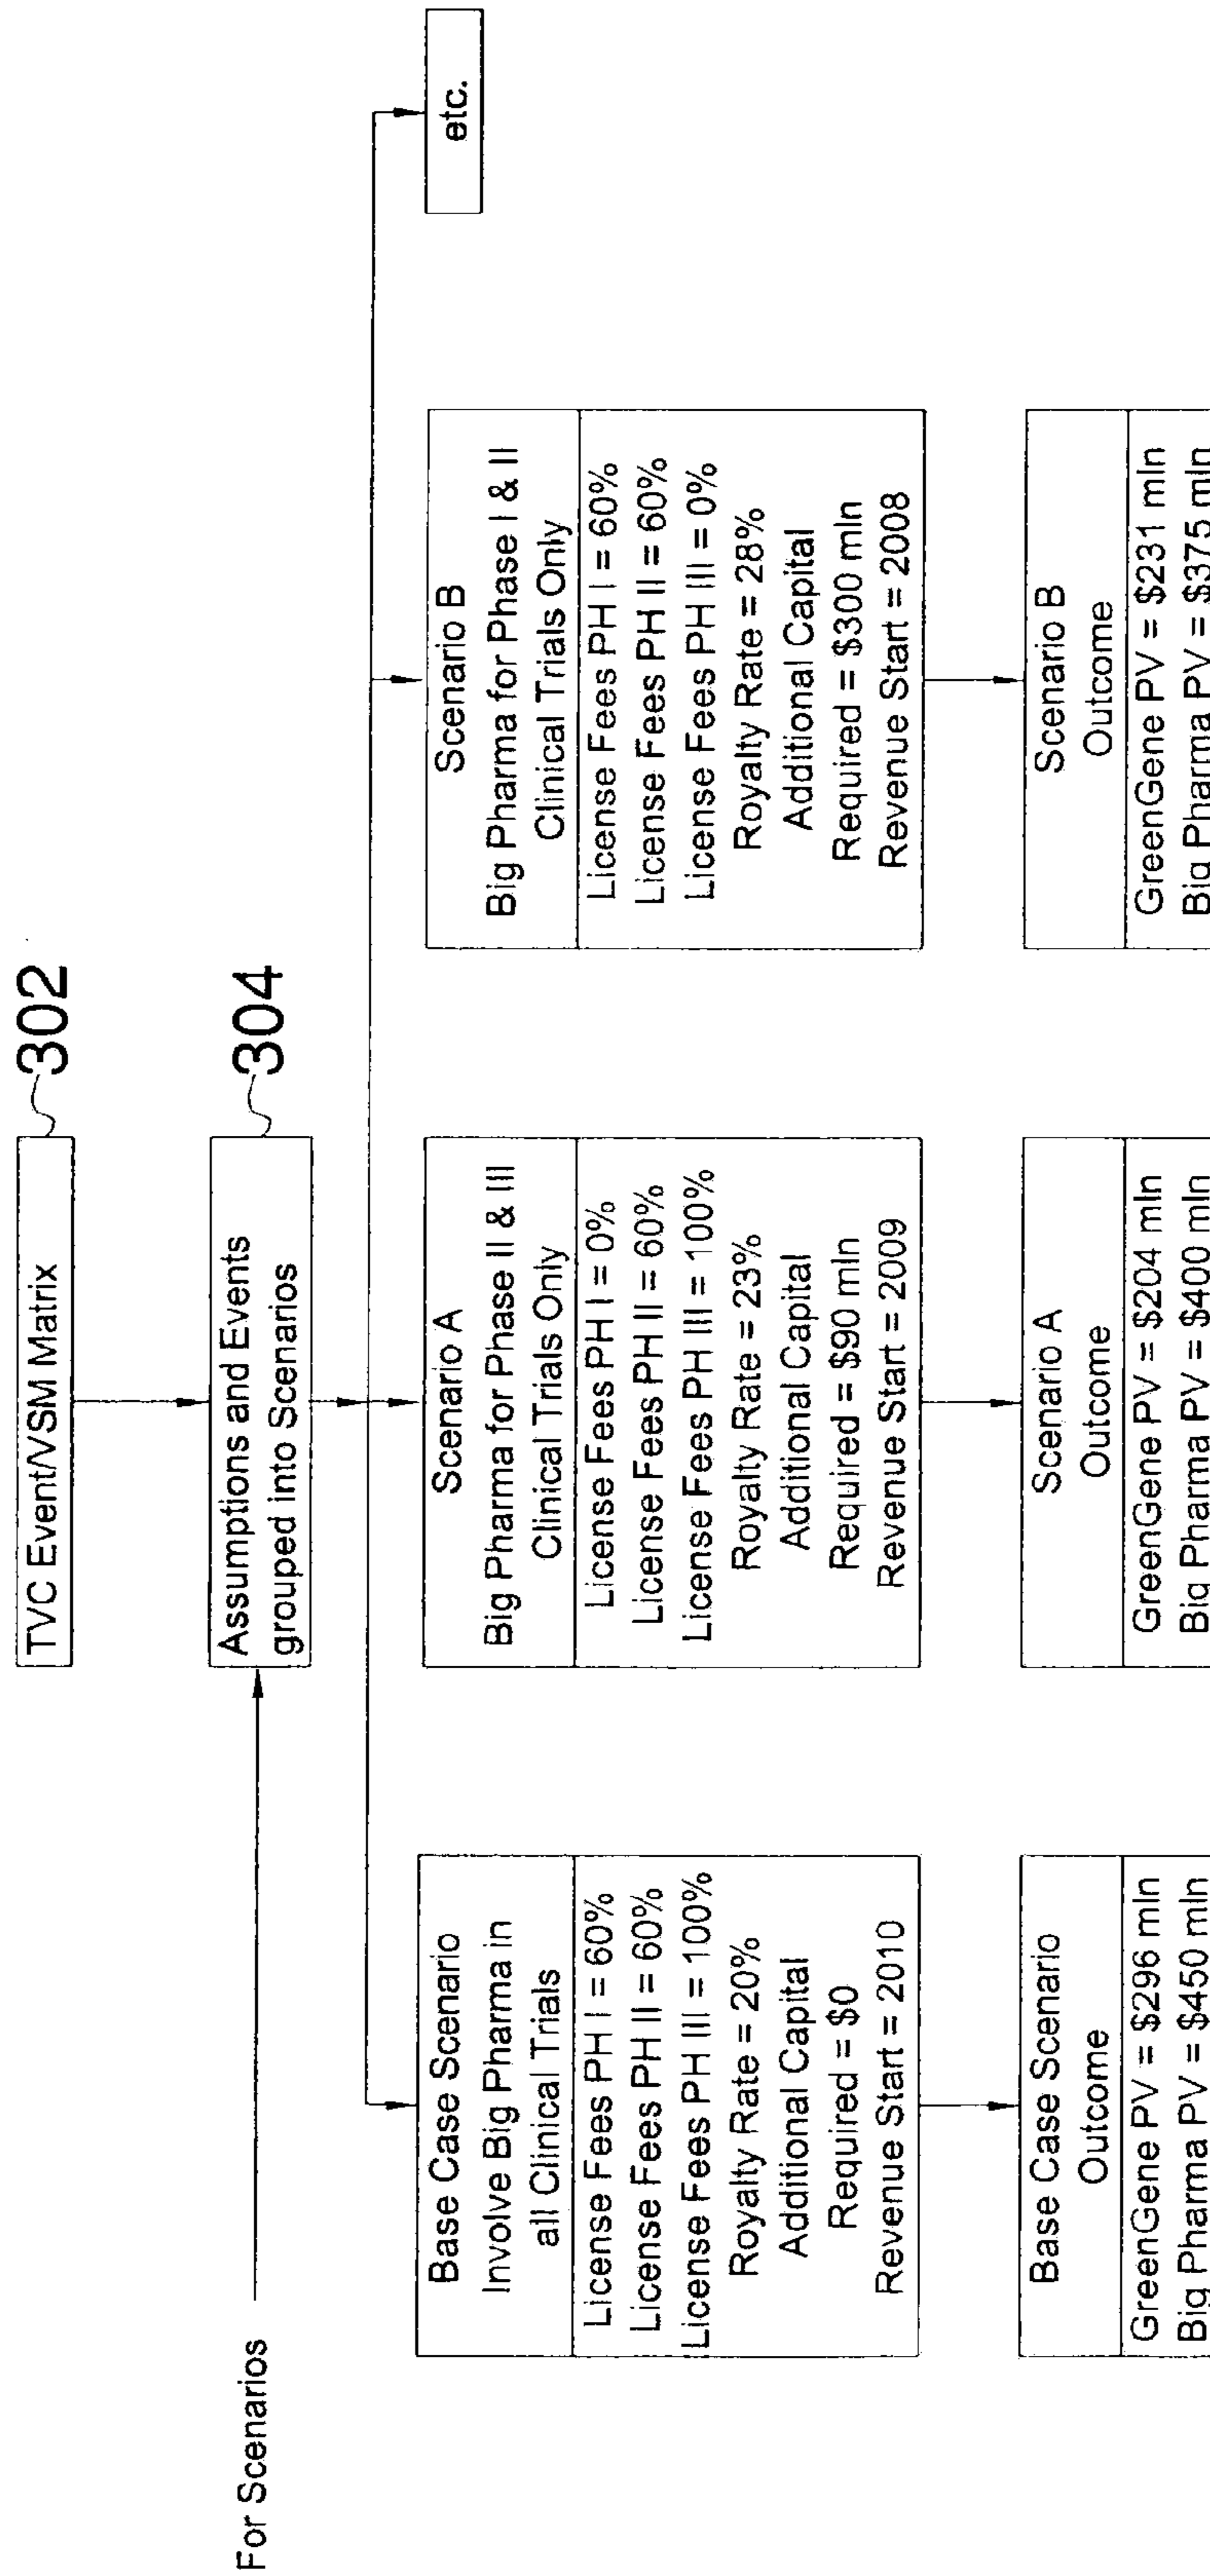 TVC Event/VSM Matrix
302
For Scenarios
Assumptions and Events
grouped into Scenarios
304
Base Case Scenario
Involve Big Pharma in
all Clinical Trials
License Fees PH I = 60%
License Fees PH II = 60%
License Fees PH III = 100%
Royalty Rate = 20%
Additional Capital
Required = $0
Revenue Start = 2010
Scenario A
Big Pharma for Phase II & III
Clinical Trials Only
License Fees PH I = 0%
License Fees PH II = 60%
License Fees PH III = 100%
Royalty Rate = 23%
Additional Capital
Required = $90 mln
Revenue Start = 2009
Scenario B
Big Pharma for Phase I & II
Clinical Trials Only
License Fees PH I = 60%
License Fees PH II = 60%
License Fees PH III = 0%
Royalty Rate = 28%
Additional Capital
Required = $300 mln
Revenue Start = 2008
etc.
Base Case Scenario
Outcome
GreenGene PV = $296 mln
Big Pharma PV = $450 mln
Scenario A
Outcome
GreenGene PV = $204 mln
Big Pharma PV = $400 mln
Scenario B
Outcome
GreenGene PV = $231 mln
Big Pharma PV = $375 mln